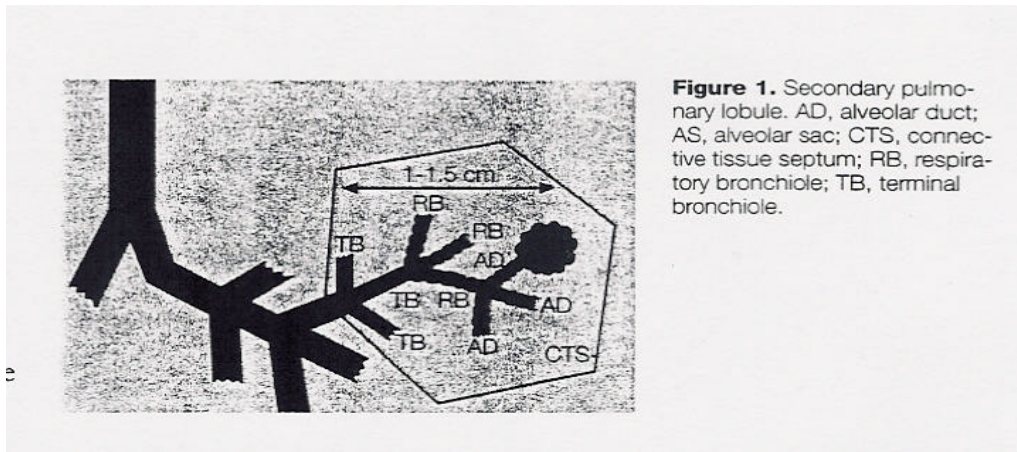 Figure 1. Secondary pulmo-
nary lobule. AD, alveolar duct;
AS, alveolar sac; CTS, connec-
tive tissue septum; RB, respira-
tory bronchiole; TB, terminal
bronchiole.
1-1.5 cm
RB
RB
TB
AD
TB RB
AD
TB
AD
CTS
e